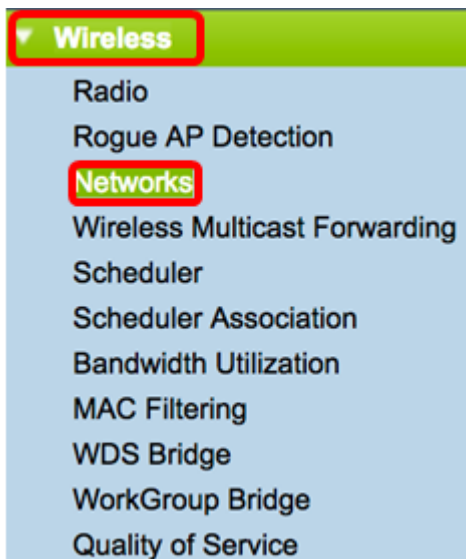 Wireless
Radio
Rogue AP Detection
Networks
Wireless Multicast Forwarding
Scheduler
Scheduler Association
Bandwidth Utilization
MAC Filtering
WDS Bridge
WorkGroup Bridge
Quality of Service